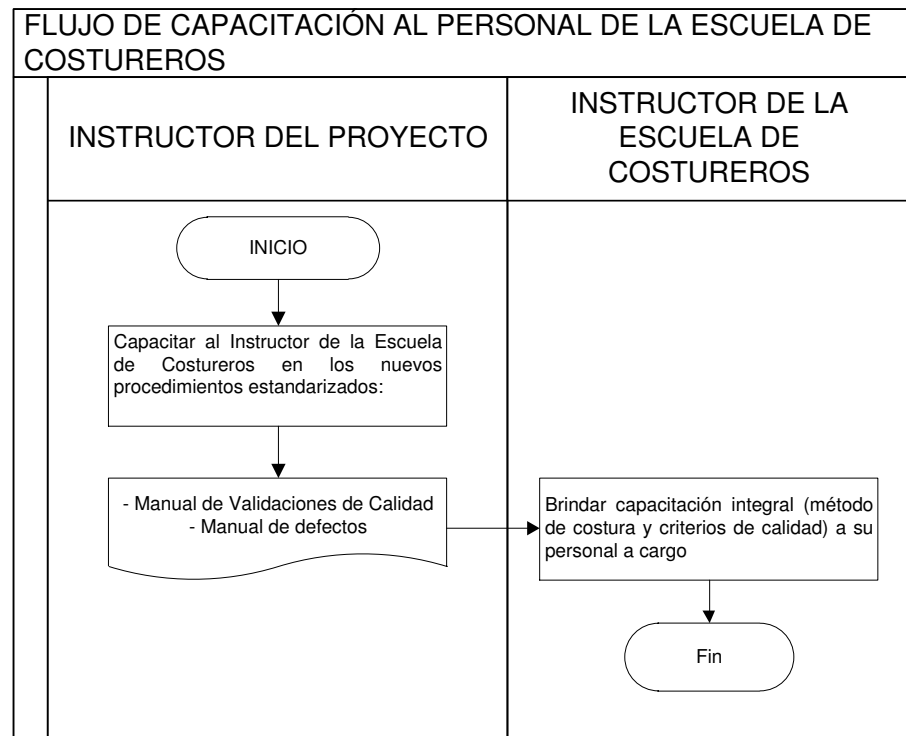 FLUJO DE CAPACITACIÓN AL PERSONAL DE LA ESCUELA DE
COSTUREROS
INSTRUCTOR DEL PROYECTO
INSTRUCTOR DE LA
ESCUELA DE
COSTUREROS
INICIO
Capacitar al Instructor de la Escuela
de Costureros en los nuevos
procedimientos estandarizados:
- Manual de Validaciones de Calidad
- Manual de defectos
Brindar capacitación integral (método
de costura y criterios de calidad) a su
personal a cargo
Fin